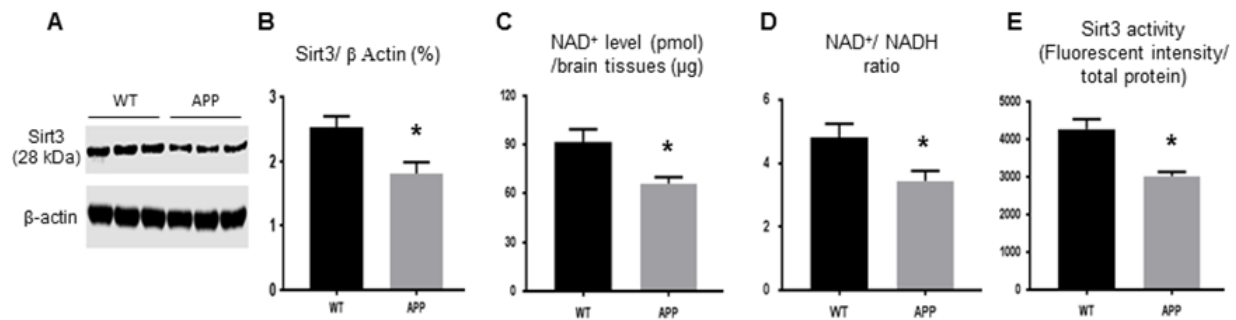 A
WT APP
Sirt3
(28 kDa)
β-actin
B
Sirt3/ β Actin (%)
3
2
1
0
*
WT APP
C
NAD⁺ level (pmol)
/brain tissues (µg)
120
90
60
30
0
*
WT APP
D
NAD⁺/ NADH
ratio
6
4
2
0
*
WT APP
E
Sirt3 activity
(Fluorescent intensity/
total protein)
5000
4000
3000
2000
1000
0
*
WT APP